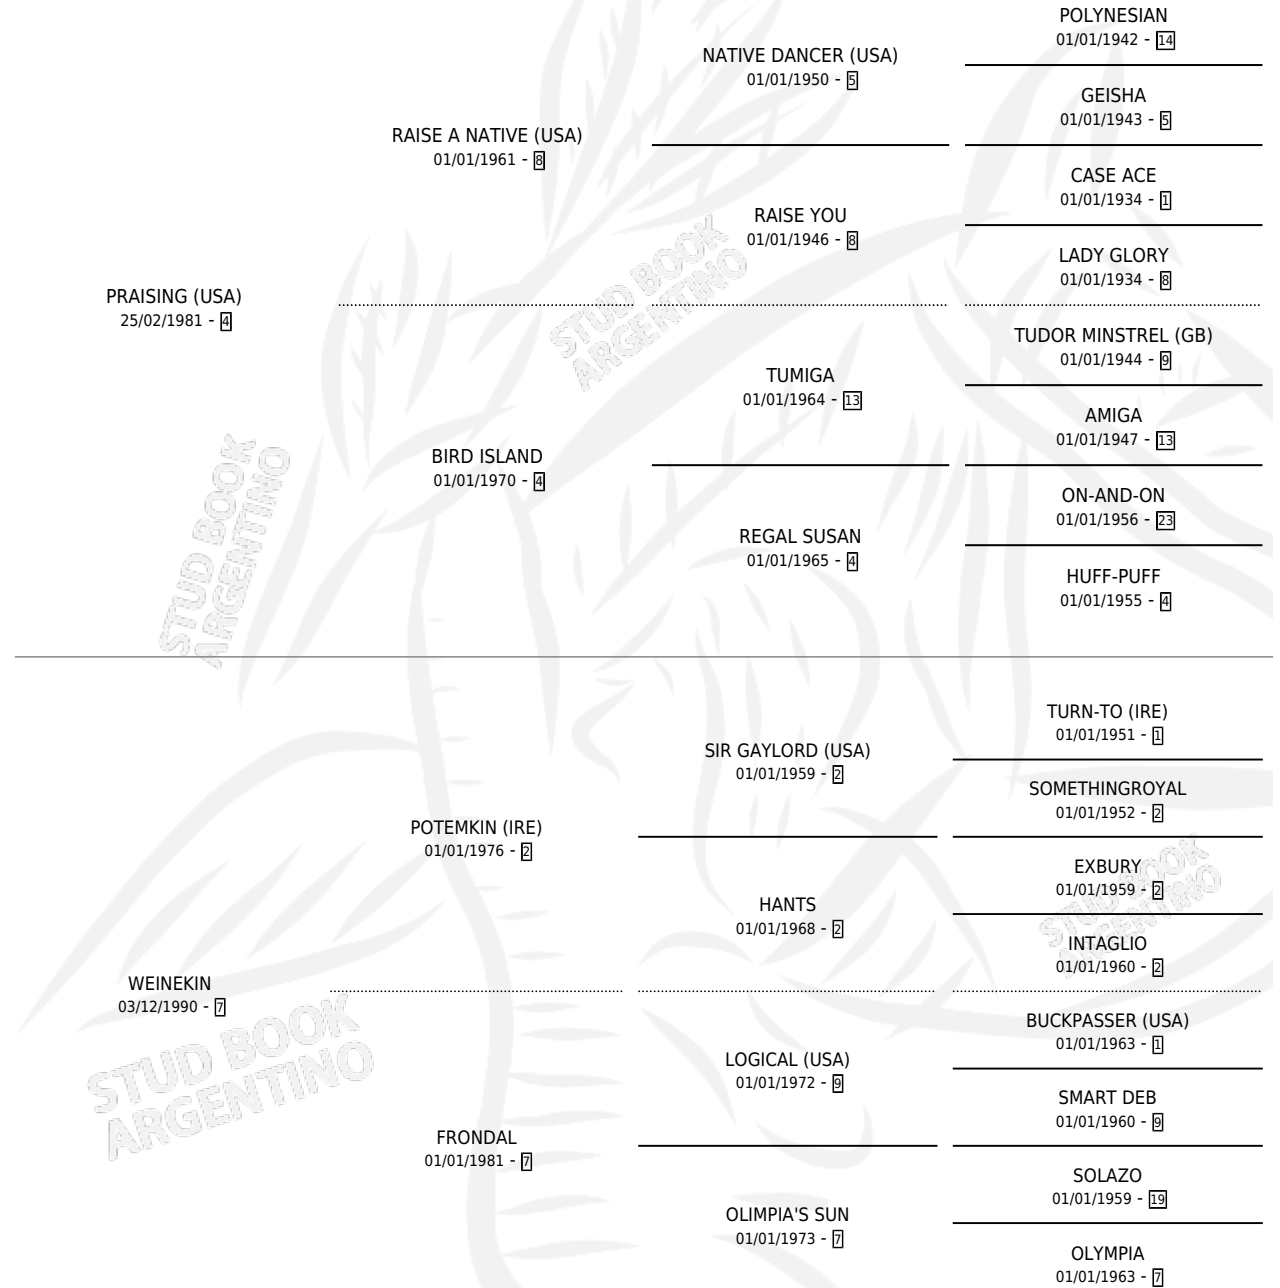 POLYNESIAN
01/01/1942 - 14
NATIVE DANCER (USA)
01/01/1950 - 5
GEISHA
01/01/1943 - 5
RAISE A NATIVE (USA)
01/01/1961 - 8
CASE ACE
01/01/1934 - 1
RAISE YOU
01/01/1946 - 8
LADY GLORY
01/01/1934 - 8
STUD BOOK
ARGENTINO
PRAISING (USA)
25/02/1981 - 4
TUDOR MINSTREL (GB)
01/01/1944 - 9
TUMIGA
01/01/1964 - 13
AMIGA
01/01/1947 - 13
BIRD ISLAND
01/01/1970 - 4
ON-AND-ON
01/01/1956 - 23
REGAL SUSAN
01/01/1965 - 4
HUFF-PUFF
01/01/1955 - 4
STUD BOOK
ARGENTINO
TURN-TO (IRE)
01/01/1951 - 1
SIR GAYLORD (USA)
01/01/1959 - 2
SOMETHINGROYAL
01/01/1952 - 2
POTEMKIN (IRE)
01/01/1976 - 2
EXBURY
01/01/1959 - 2
HANTS
01/01/1968 - 2
INTAGLIO
01/01/1960 - 2
STUD BOOK
ARGENTINO
WEINEKIN
03/12/1990 - 7
BUCKPASSER (USA)
01/01/1963 - 1
LOGICAL (USA)
01/01/1972 - 9
SMART DEB
01/01/1960 - 9
STUD BOOK
ARGENTINO
FRONDAL
01/01/1981 - 7
SOLAZO
01/01/1959 - 19
OLIMPIA'S SUN
01/01/1973 - 7
OLYMPIA
01/01/1963 - 7